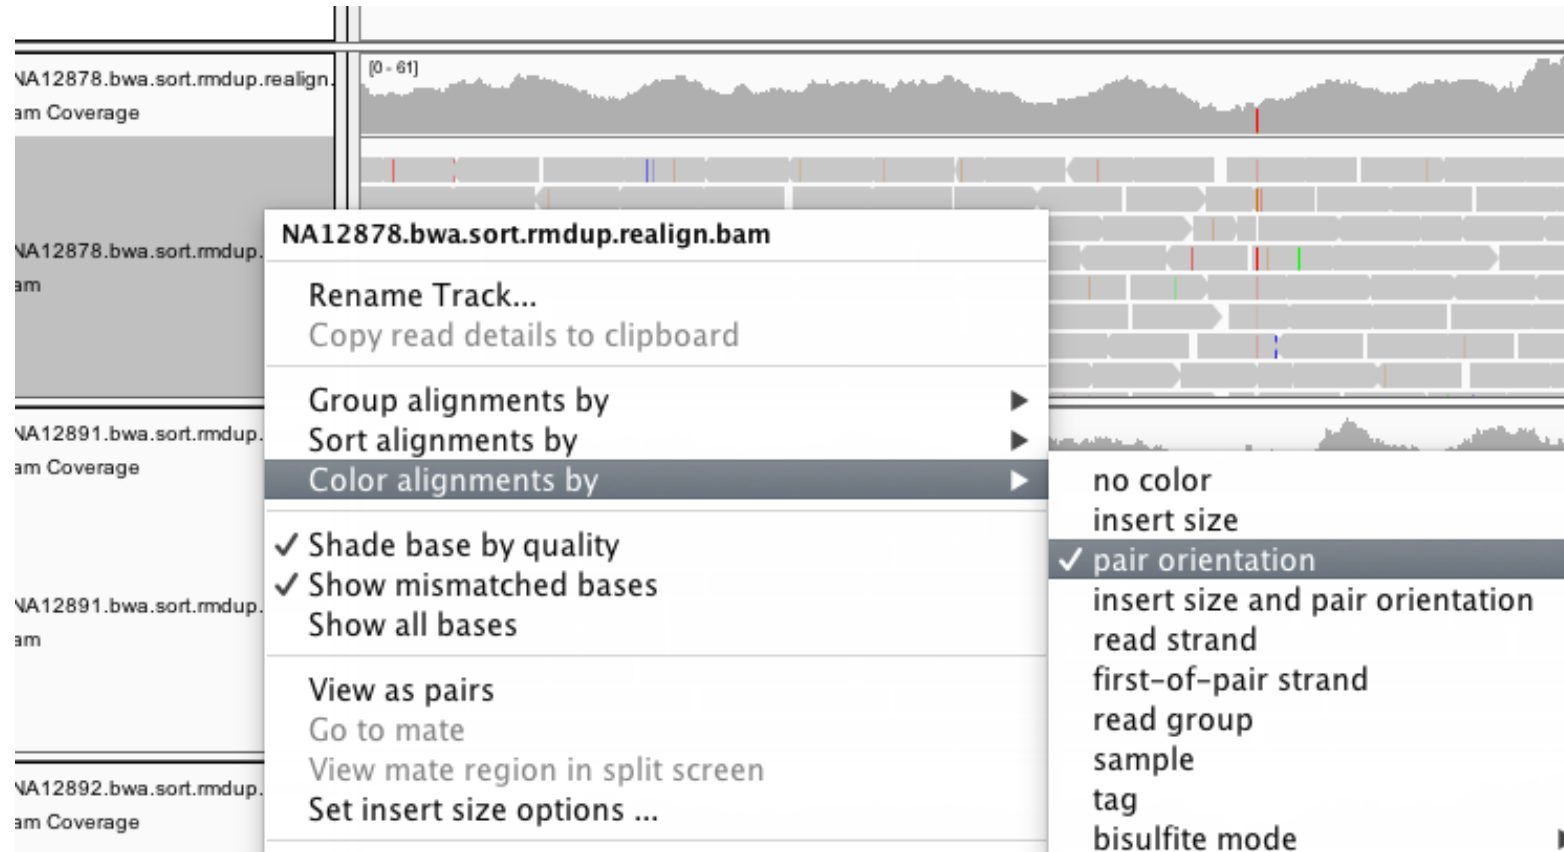 NA12878.bwa.sort.rmdup.realign.
am Coverage
[0 - 61]
NA12878.bwa.sort.rmdup.
am
NA12878.bwa.sort.rmdup.realign.bam
Rename Track...
Copy read details to clipboard
Group alignments by
Sort alignments by
Color alignments by
Shade base by quality
Show mismatched bases
Show all bases
View as pairs
Go to mate
View mate region in split screen
Set insert size options ...
NA12891.bwa.sort.rmdup.
am Coverage
NA12891.bwa.sort.rmdup.
am
NA12892.bwa.sort.rmdup.
am Coverage
no color
insert size
pair orientation
insert size and pair orientation
read strand
first-of-pair strand
read group
sample
tag
bisulfite mode